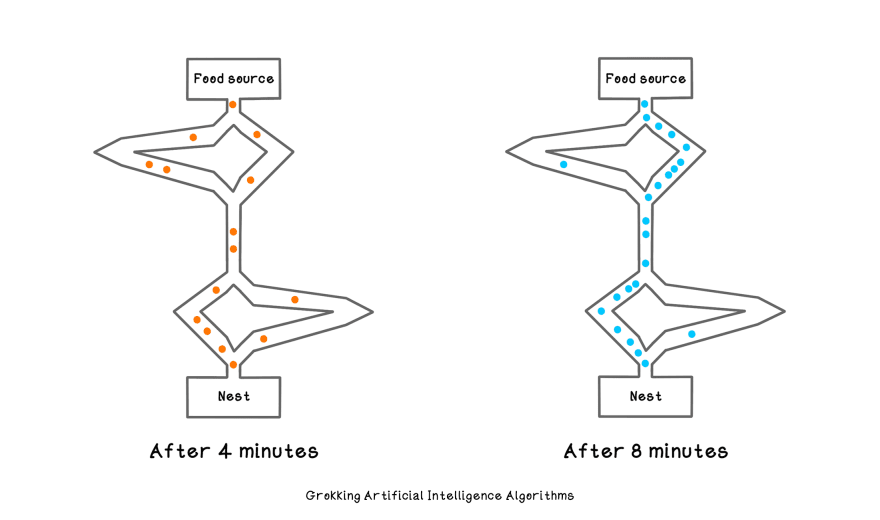 Food source
Food source
Nest
Nest
After 4 minutes
After 8 minutes
Grokking Artificial Intelligence Algorithms